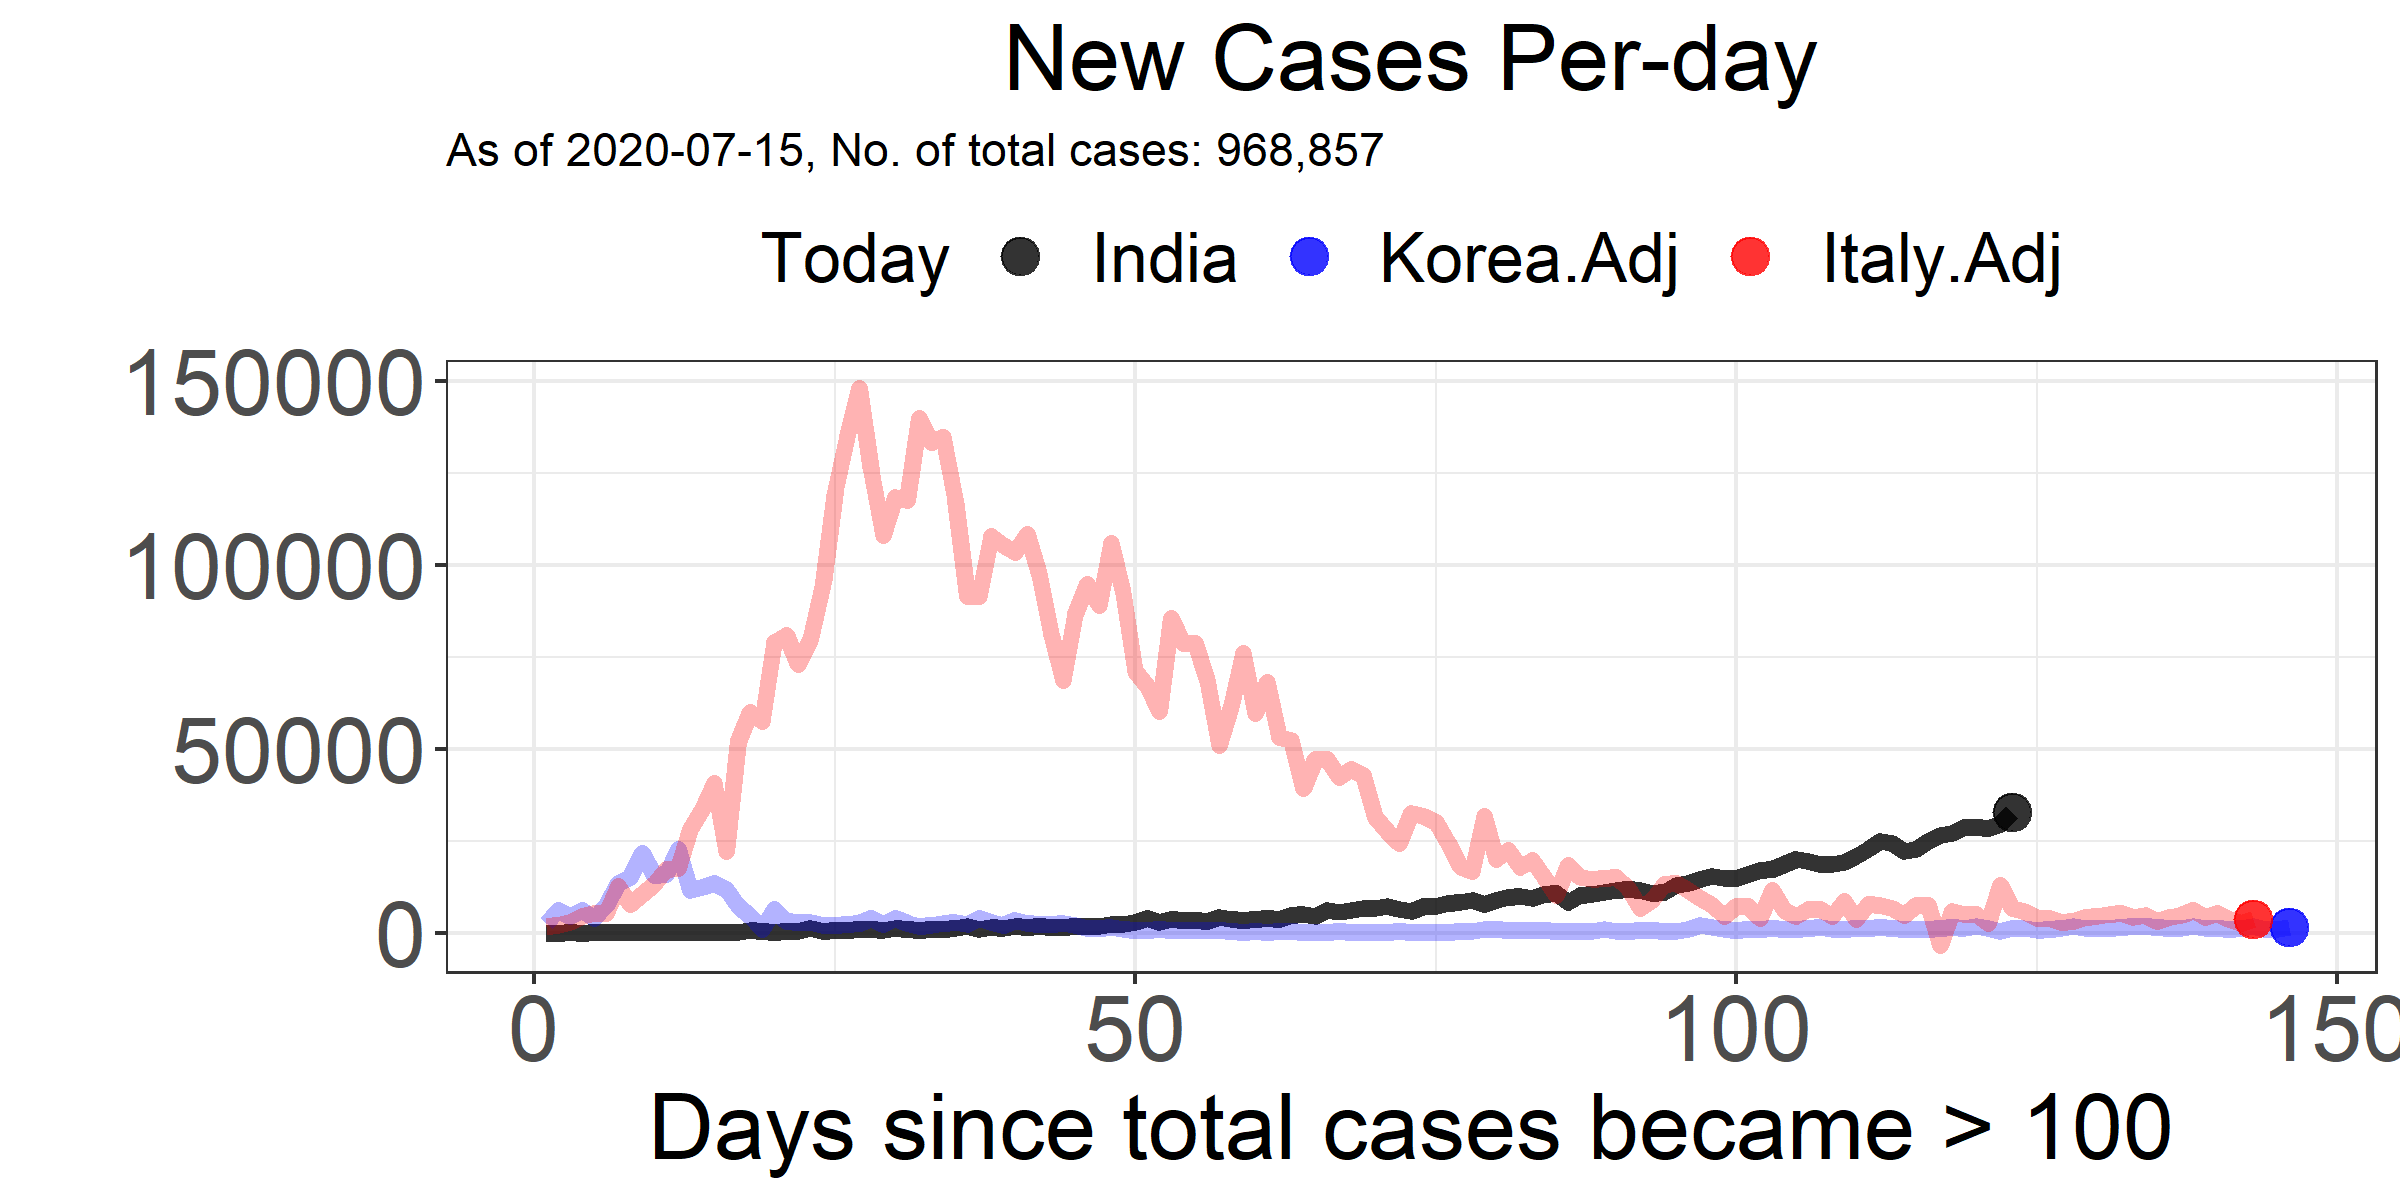 New Cases Per-day
As of 2020-07-15, No. of total cases: 968,857
Today India Korea.Adj Italy.Adj
150000
100000
50000
0
0 50 100 150
Days since total cases became > 100